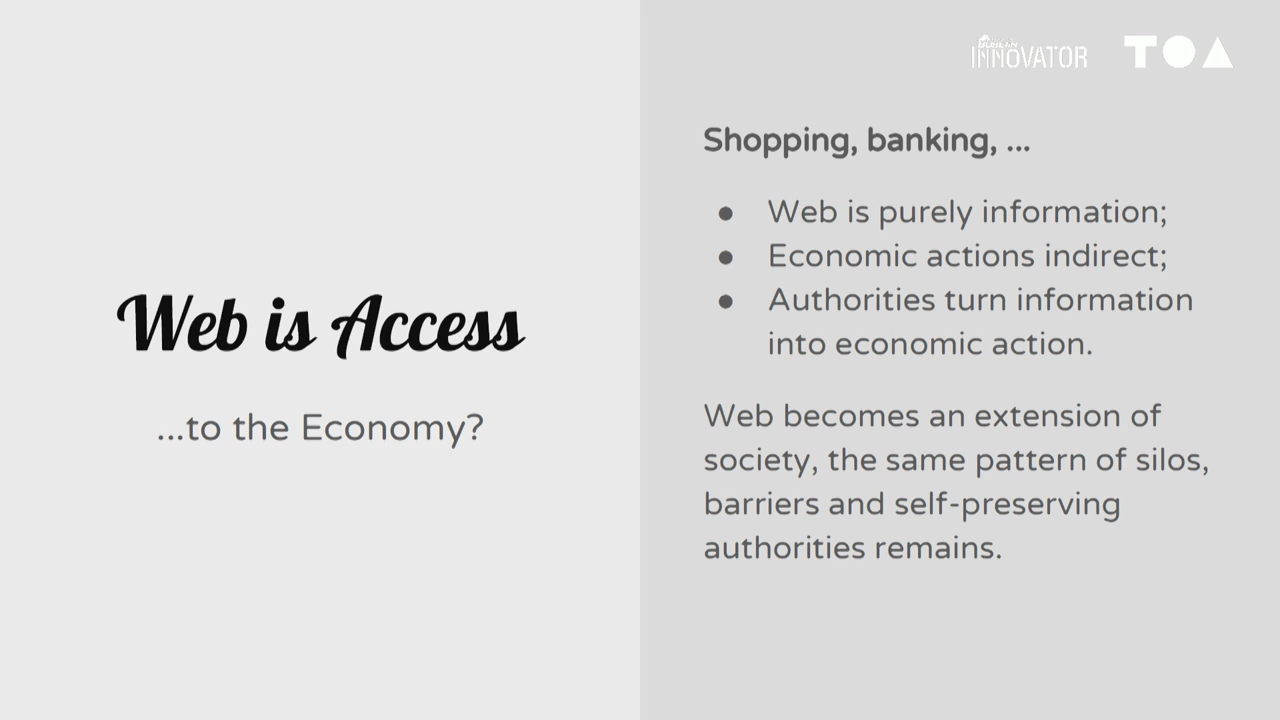 INNOVATOR
TOA
Web is Access
...to the Economy?
Shopping, banking, ...
● Web is purely information;
● Economic actions indirect;
● Authorities turn information
into economic action.
Web becomes an extension of
society, the same pattern of silos,
barriers and self-preserving
authorities remains.